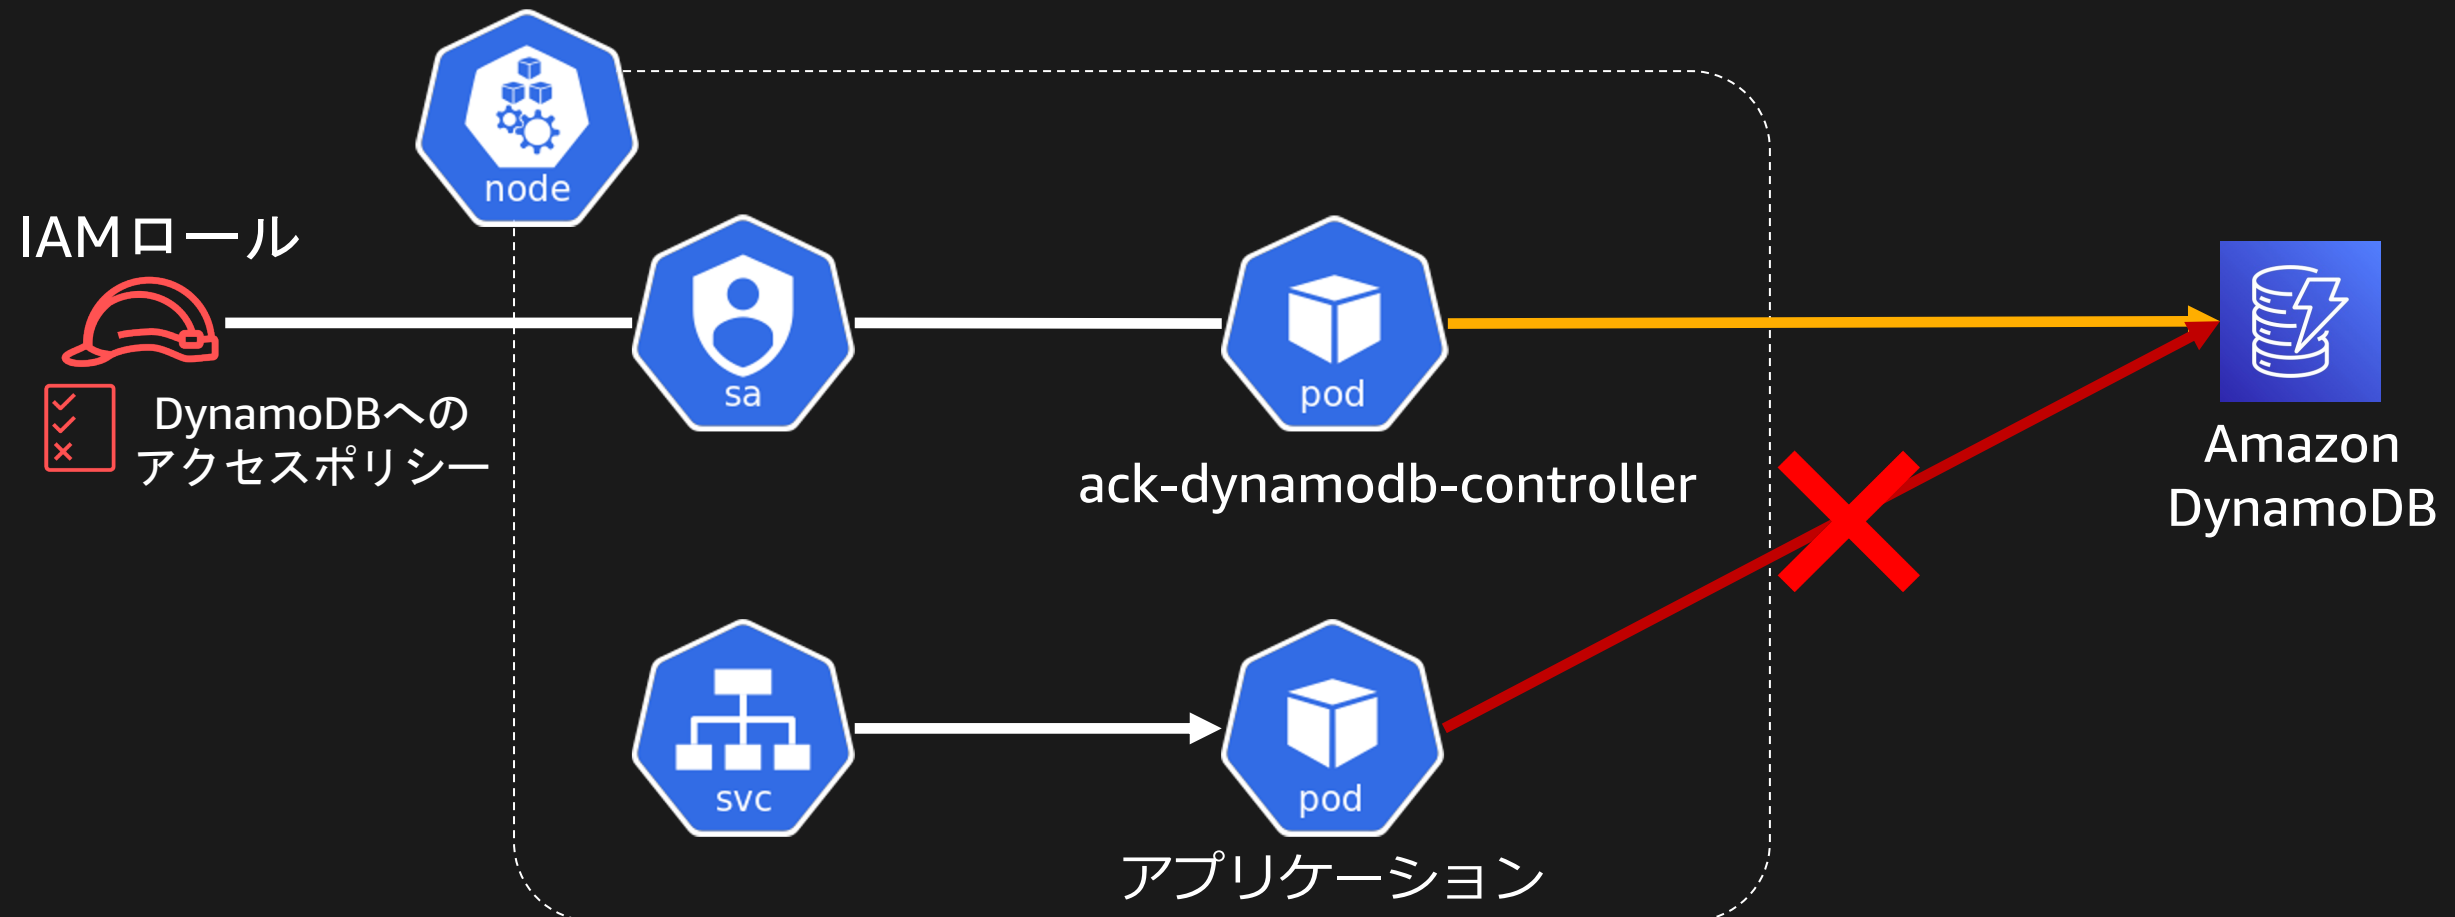 node
IAMロール
sa
pod
DynamoDBへの
アクセスポリシー
ack-dynamodb-controller
Amazon
DynamoDB
svc
pod
アプリケーション